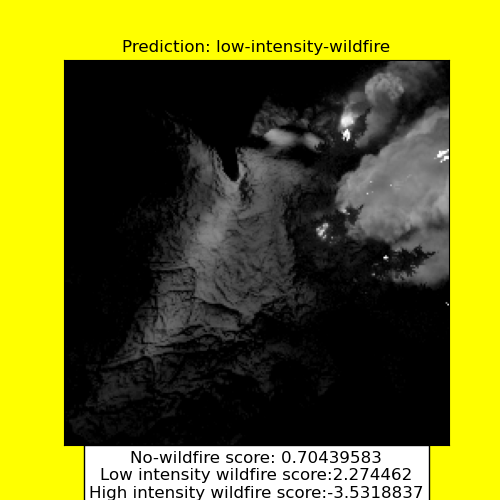 Prediction: low-intensity-wildfire
No-wildfire score: 0.70439583
Low intensity wildfire score:2.274462
High intensity wildfire score:-3.5318837